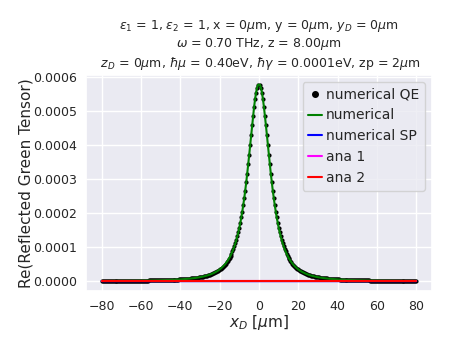 ε₁ = 1, ε₂ = 1, x = 0μm, y = 0μm, y_D = 0μm
ω = 0.70 THz, z = 8.00μm
z_D = 0μm, ℏμ = 0.40eV, ℏγ = 0.0001eV, zp = 2μm
Re(Reflected Green Tensor)
0.0006
0.0005
0.0004
0.0003
0.0002
0.0001
0.0000
numerical QE
numerical
numerical SP
ana 1
ana 2
−80 −60 −40 −20 0 20 40 60 80
x_D [μm]